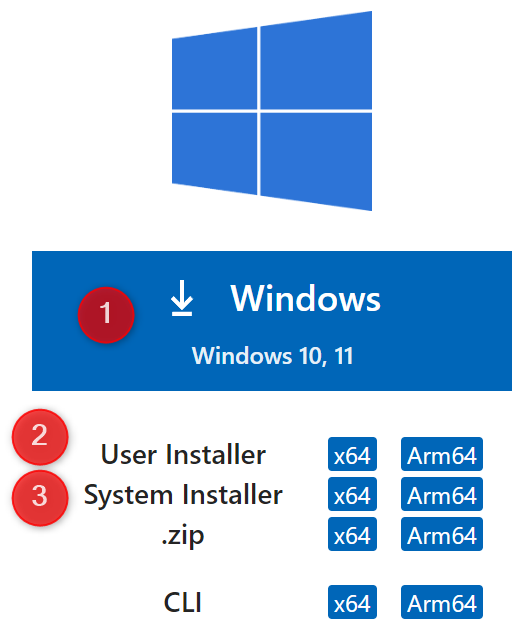 1 Windows
Windows 10, 11
2
User Installer x64 Arm64
3 System Installer x64 Arm64
.zip x64 Arm64
CLI x64 Arm64